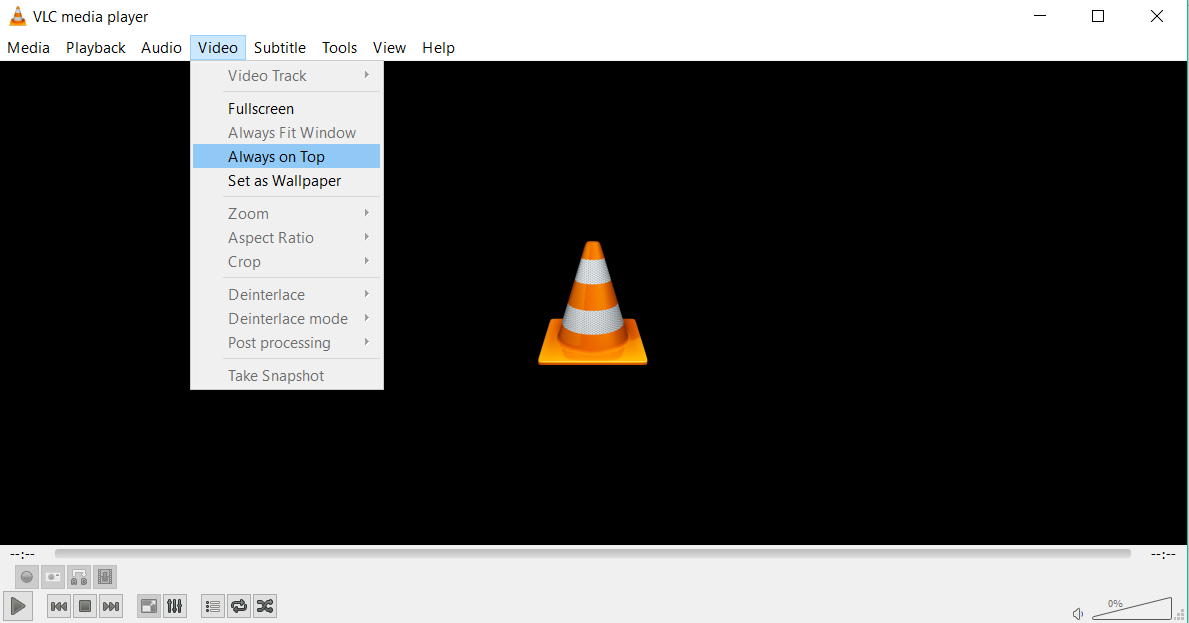 VLC media player
Media Playback Audio Video Subtitle Tools View Help
Video Track
Fullscreen
Always Fit Window
Always on Top
Set as Wallpaper
Zoom
Aspect Ratio
Crop
Deinterlace
Deinterlace mode
Post processing
Take Snapshot
--:-- --:--
0%